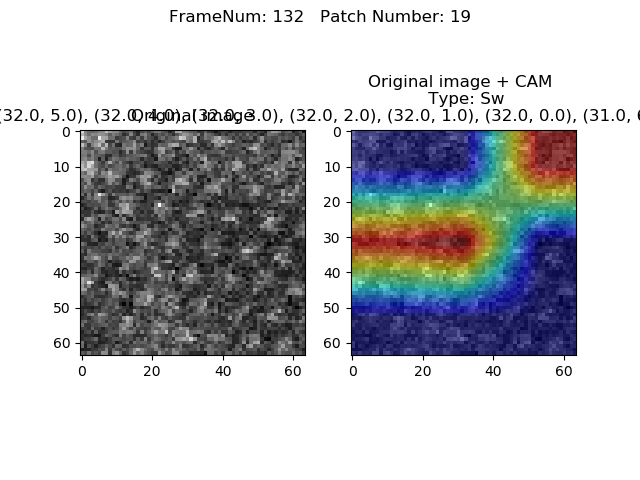 FrameNum: 132   Patch Number: 19
Original image + CAM
Type: Sw
(32.0, 5.0), (32.0, 4.0), (32.0, 3.0), (32.0, 2.0), (32.0, 1.0), (32.0, 0.0), (31.0, 6
Original image
0
10
20
30
40
50
60
0 20 40 60
0
10
20
30
40
50
60
0 20 40 60